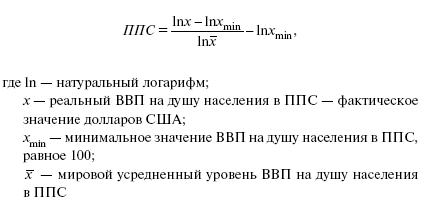 ППС = (lnx – lnx_min) / ln x̅ – lnx_min,
где ln — натуральный логарифм;
x — реальный ВВП на душу населения в ППС — фактическое
значение долларов США;
x_min — минимальное значение ВВП на душу населения в ППС,
равное 100;
x̅ — мировой усредненный уровень ВВП на душу населения
в ППС